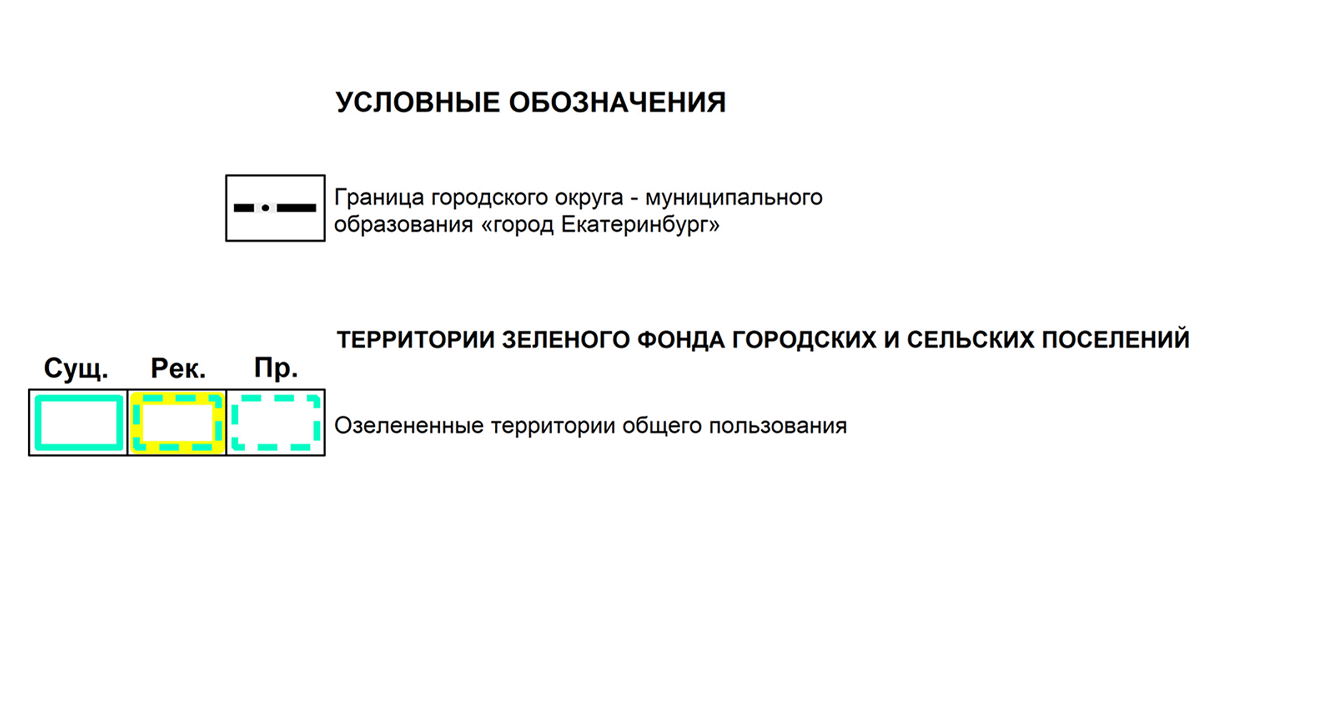 УСЛОВНЫЕ ОБОЗНАЧЕНИЯ
Граница городского округа - муниципального
образования «город Екатеринбург»
ТЕРРИТОРИИ ЗЕЛЕНОГО ФОНДА ГОРОДСКИХ И СЕЛЬСКИХ ПОСЕЛЕНИЙ
Сущ. Рек. Пр.
Озелененные территории общего пользования